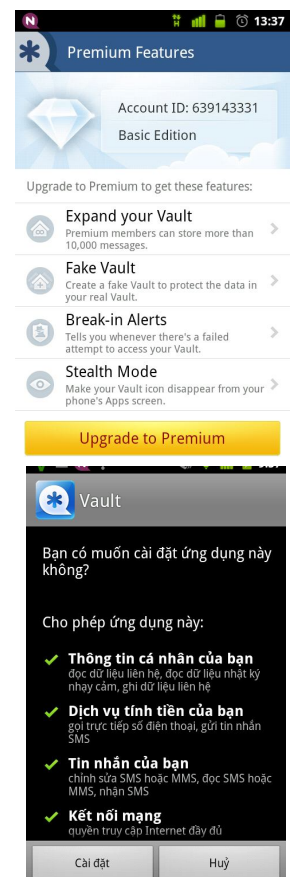 N
H
13:37
Premium Features
Account ID: 639143331
Basic Edition
Upgrade to Premium to get these features:
Expand your Vault
Premium members can store more than
10,000 messages.
Fake Vault
Create a fake Vault to protect the data in
your real Vault.
Break-in Alerts
Tells you whenever there's a failed
attempt to access your Vault.
Stealth Mode
Make your Vault icon disappear from your
phone's Apps screen.
Upgrade to Premium
Vault
Bạn có muốn cài đặt ứng dụng này
không?
Cho phép ứng dụng này:
Thông tin cá nhân của bạn
đọc dữ liệu liên hệ, đọc dữ liệu nhật ký
nhạy cảm, ghi dữ liệu liên hệ
Dịch vụ tính tiền của bạn
gọi trực tiếp số điện thoại, gửi tin nhắn
SMS
Tin nhắn của bạn
chỉnh sửa SMS hoặc MMS, đọc SMS hoặc
MMS, nhận SMS
Kết nối mạng
quyền truy cập Internet đầy đủ
Cài đặt
Huỷ